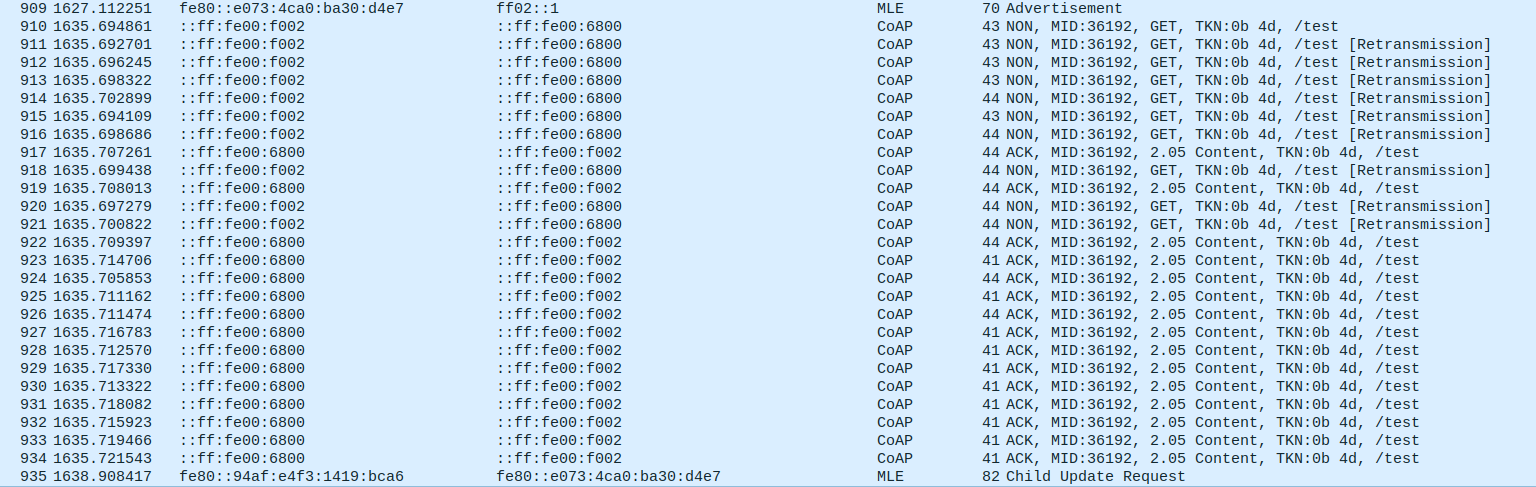 909 1627.112251 fe80::e073:4ca0:ba30:d4e7 ff02::1 MLE 70 Advertisement
910 1635.694861 ::ff:fe00:f002 ::ff:fe00:6800 CoAP 43 NON, MID:36192, GET, TKN:0b 4d, /test
911 1635.692701 ::ff:fe00:f002 ::ff:fe00:6800 CoAP 43 NON, MID:36192, GET, TKN:0b 4d, /test [Retransmission]
912 1635.696245 ::ff:fe00:f002 ::ff:fe00:6800 CoAP 43 NON, MID:36192, GET, TKN:0b 4d, /test [Retransmission]
913 1635.698322 ::ff:fe00:f002 ::ff:fe00:6800 CoAP 43 NON, MID:36192, GET, TKN:0b 4d, /test [Retransmission]
914 1635.702899 ::ff:fe00:f002 ::ff:fe00:6800 CoAP 44 NON, MID:36192, GET, TKN:0b 4d, /test [Retransmission]
915 1635.694109 ::ff:fe00:f002 ::ff:fe00:6800 CoAP 43 NON, MID:36192, GET, TKN:0b 4d, /test [Retransmission]
916 1635.698686 ::ff:fe00:f002 ::ff:fe00:6800 CoAP 44 NON, MID:36192, GET, TKN:0b 4d, /test [Retransmission]
917 1635.707261 ::ff:fe00:6800 ::ff:fe00:f002 CoAP 44 ACK, MID:36192, 2.05 Content, TKN:0b 4d, /test
918 1635.699438 ::ff:fe00:f002 ::ff:fe00:6800 CoAP 44 NON, MID:36192, GET, TKN:0b 4d, /test [Retransmission]
919 1635.708013 ::ff:fe00:6800 ::ff:fe00:f002 CoAP 44 ACK, MID:36192, 2.05 Content, TKN:0b 4d, /test
920 1635.697279 ::ff:fe00:f002 ::ff:fe00:6800 CoAP 44 NON, MID:36192, GET, TKN:0b 4d, /test [Retransmission]
921 1635.700822 ::ff:fe00:f002 ::ff:fe00:6800 CoAP 44 NON, MID:36192, GET, TKN:0b 4d, /test [Retransmission]
922 1635.709397 ::ff:fe00:6800 ::ff:fe00:f002 CoAP 44 ACK, MID:36192, 2.05 Content, TKN:0b 4d, /test
923 1635.714706 ::ff:fe00:6800 ::ff:fe00:f002 CoAP 41 ACK, MID:36192, 2.05 Content, TKN:0b 4d, /test
924 1635.705853 ::ff:fe00:6800 ::ff:fe00:f002 CoAP 44 ACK, MID:36192, 2.05 Content, TKN:0b 4d, /test
925 1635.711162 ::ff:fe00:6800 ::ff:fe00:f002 CoAP 41 ACK, MID:36192, 2.05 Content, TKN:0b 4d, /test
926 1635.711474 ::ff:fe00:6800 ::ff:fe00:f002 CoAP 44 ACK, MID:36192, 2.05 Content, TKN:0b 4d, /test
927 1635.716783 ::ff:fe00:6800 ::ff:fe00:f002 CoAP 41 ACK, MID:36192, 2.05 Content, TKN:0b 4d, /test
928 1635.712570 ::ff:fe00:6800 ::ff:fe00:f002 CoAP 41 ACK, MID:36192, 2.05 Content, TKN:0b 4d, /test
929 1635.717330 ::ff:fe00:6800 ::ff:fe00:f002 CoAP 41 ACK, MID:36192, 2.05 Content, TKN:0b 4d, /test
930 1635.713322 ::ff:fe00:6800 ::ff:fe00:f002 CoAP 41 ACK, MID:36192, 2.05 Content, TKN:0b 4d, /test
931 1635.718082 ::ff:fe00:6800 ::ff:fe00:f002 CoAP 41 ACK, MID:36192, 2.05 Content, TKN:0b 4d, /test
932 1635.715923 ::ff:fe00:6800 ::ff:fe00:f002 CoAP 41 ACK, MID:36192, 2.05 Content, TKN:0b 4d, /test
933 1635.719466 ::ff:fe00:6800 ::ff:fe00:f002 CoAP 41 ACK, MID:36192, 2.05 Content, TKN:0b 4d, /test
934 1635.721543 ::ff:fe00:6800 ::ff:fe00:f002 CoAP 41 ACK, MID:36192, 2.05 Content, TKN:0b 4d, /test
935 1638.908417 fe80::94af:e4f3:1419:bca6 fe80::e073:4ca0:ba30:d4e7 MLE 82 Child Update Request